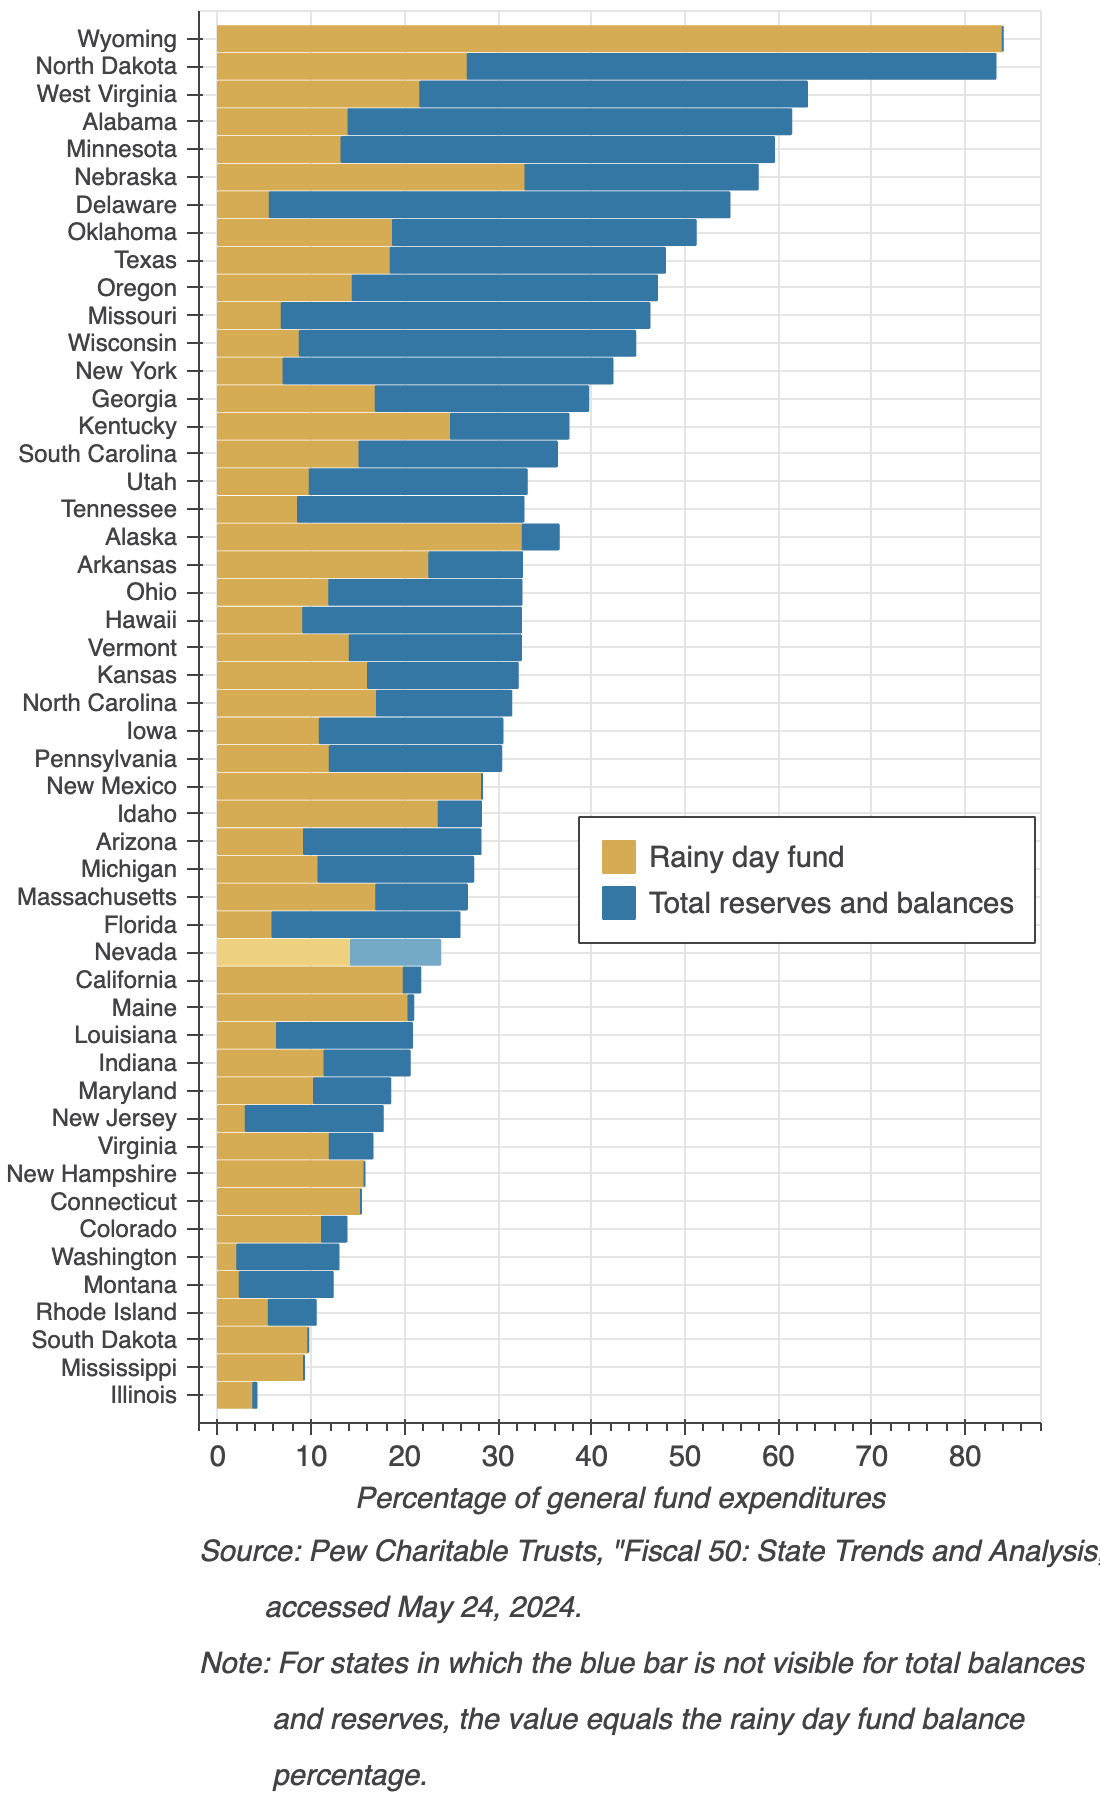 Wyoming
North Dakota
West Virginia
Alabama
Minnesota
Nebraska
Delaware
Oklahoma
Texas
Oregon
Missouri
Wisconsin
New York
Georgia
Kentucky
South Carolina
Utah
Tennessee
Alaska
Arkansas
Ohio
Hawaii
Vermont
Kansas
North Carolina
Iowa
Pennsylvania
New Mexico
Idaho
Arizona
Michigan
Massachusetts
Florida
Nevada
California
Maine
Louisiana
Indiana
Maryland
New Jersey
Virginia
New Hampshire
Connecticut
Colorado
Washington
Montana
Rhode Island
South Dakota
Mississippi
Illinois
Rainy day fund
Total reserves and balances
0 10 20 30 40 50 60 70 80
Percentage of general fund expenditures
Source: Pew Charitable Trusts, "Fiscal 50: State Trends and Analysis,
accessed May 24, 2024.
Note: For states in which the blue bar is not visible for total balances
and reserves, the value equals the rainy day fund balance
percentage.